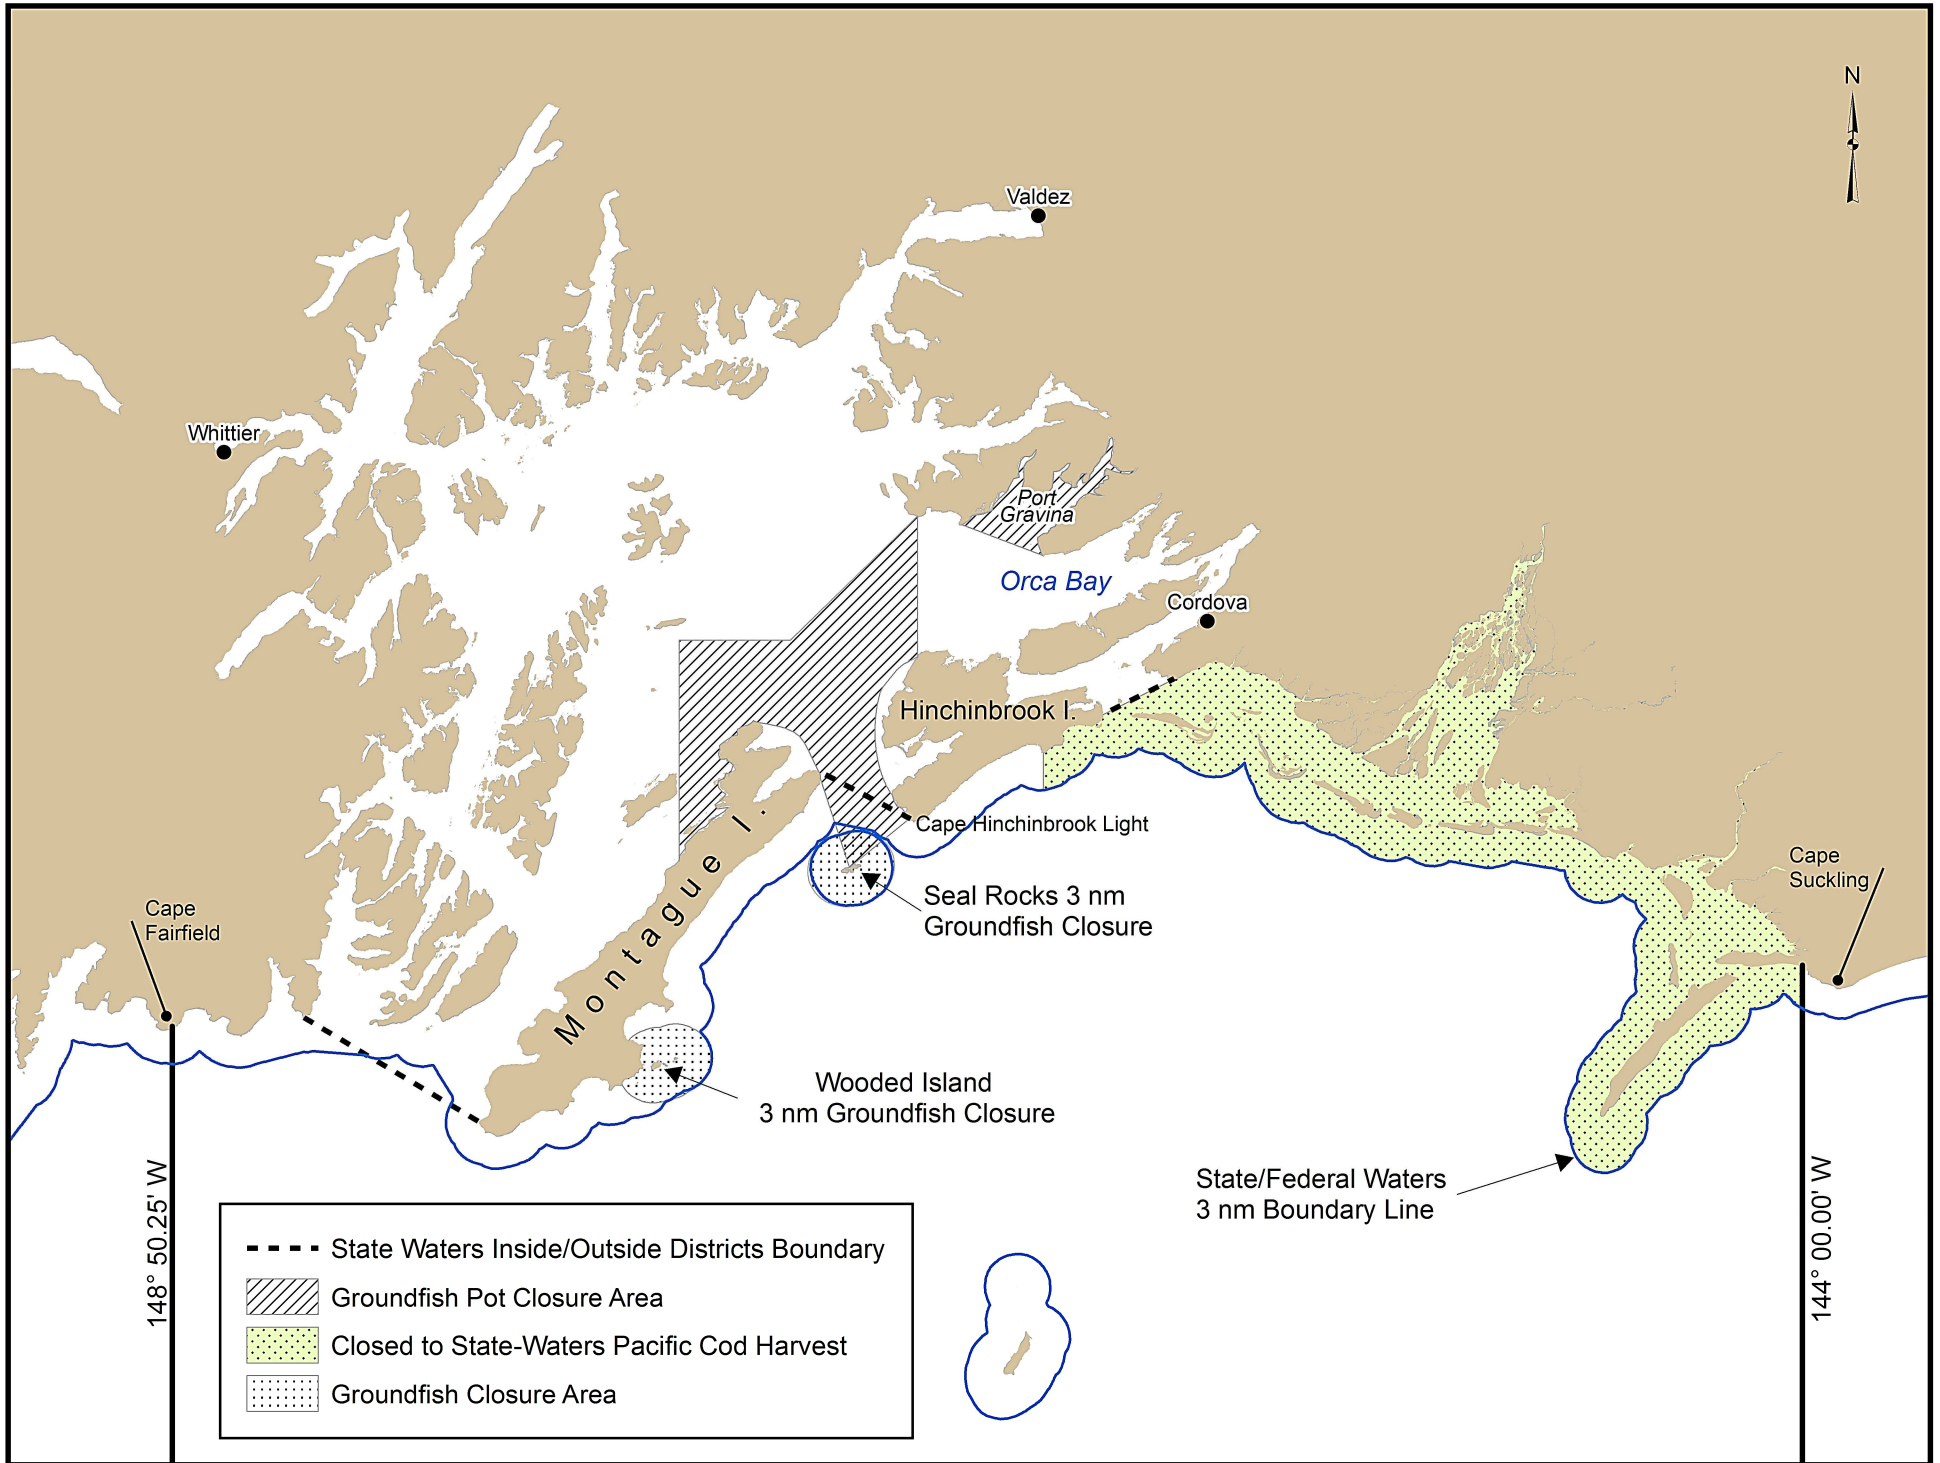 N
Valdez
Whittier
Port
Gravina
Orca Bay
Cordova
Hinchinbrook I.
Cape Hinchinbrook Light
Montague I.
Cape
Suckling
Seal Rocks 3 nm
Groundfish Closure
Cape
Fairfield
Wooded Island
3 nm Groundfish Closure
State/Federal Waters
3 nm Boundary Line
148° 50.25' W
144° 00.00' W
State Waters Inside/Outside Districts Boundary
Groundfish Pot Closure Area
Closed to State-Waters Pacific Cod Harvest
Groundfish Closure Area